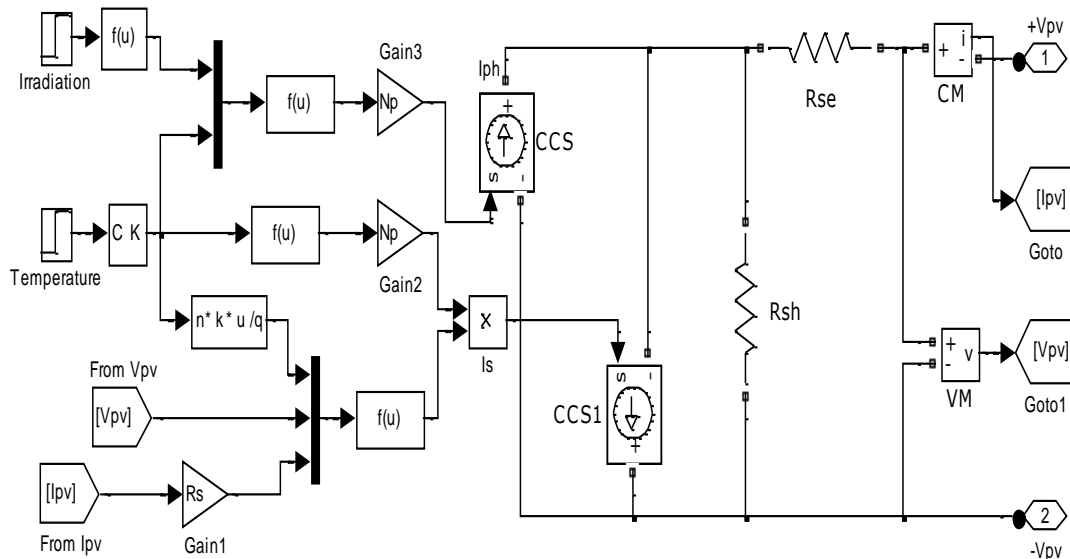 Irradiation
f(u)
f(u)
Gain3
Np
Iph
+
s
-
CCS
Rse
+
i
-
CM
+Vpv
1
[Ipv]
Goto
Temperature
C K
f(u)
Np
Gain2
n* k* u /q
x
Is
Rsh
From Vpv
[Vpv]
f(u)
s
-
+
CCS1
+
v
-
VM
[Vpv]
Goto1
[Ipv]
From Ipv
Rs
Gain1
2
-Vpv